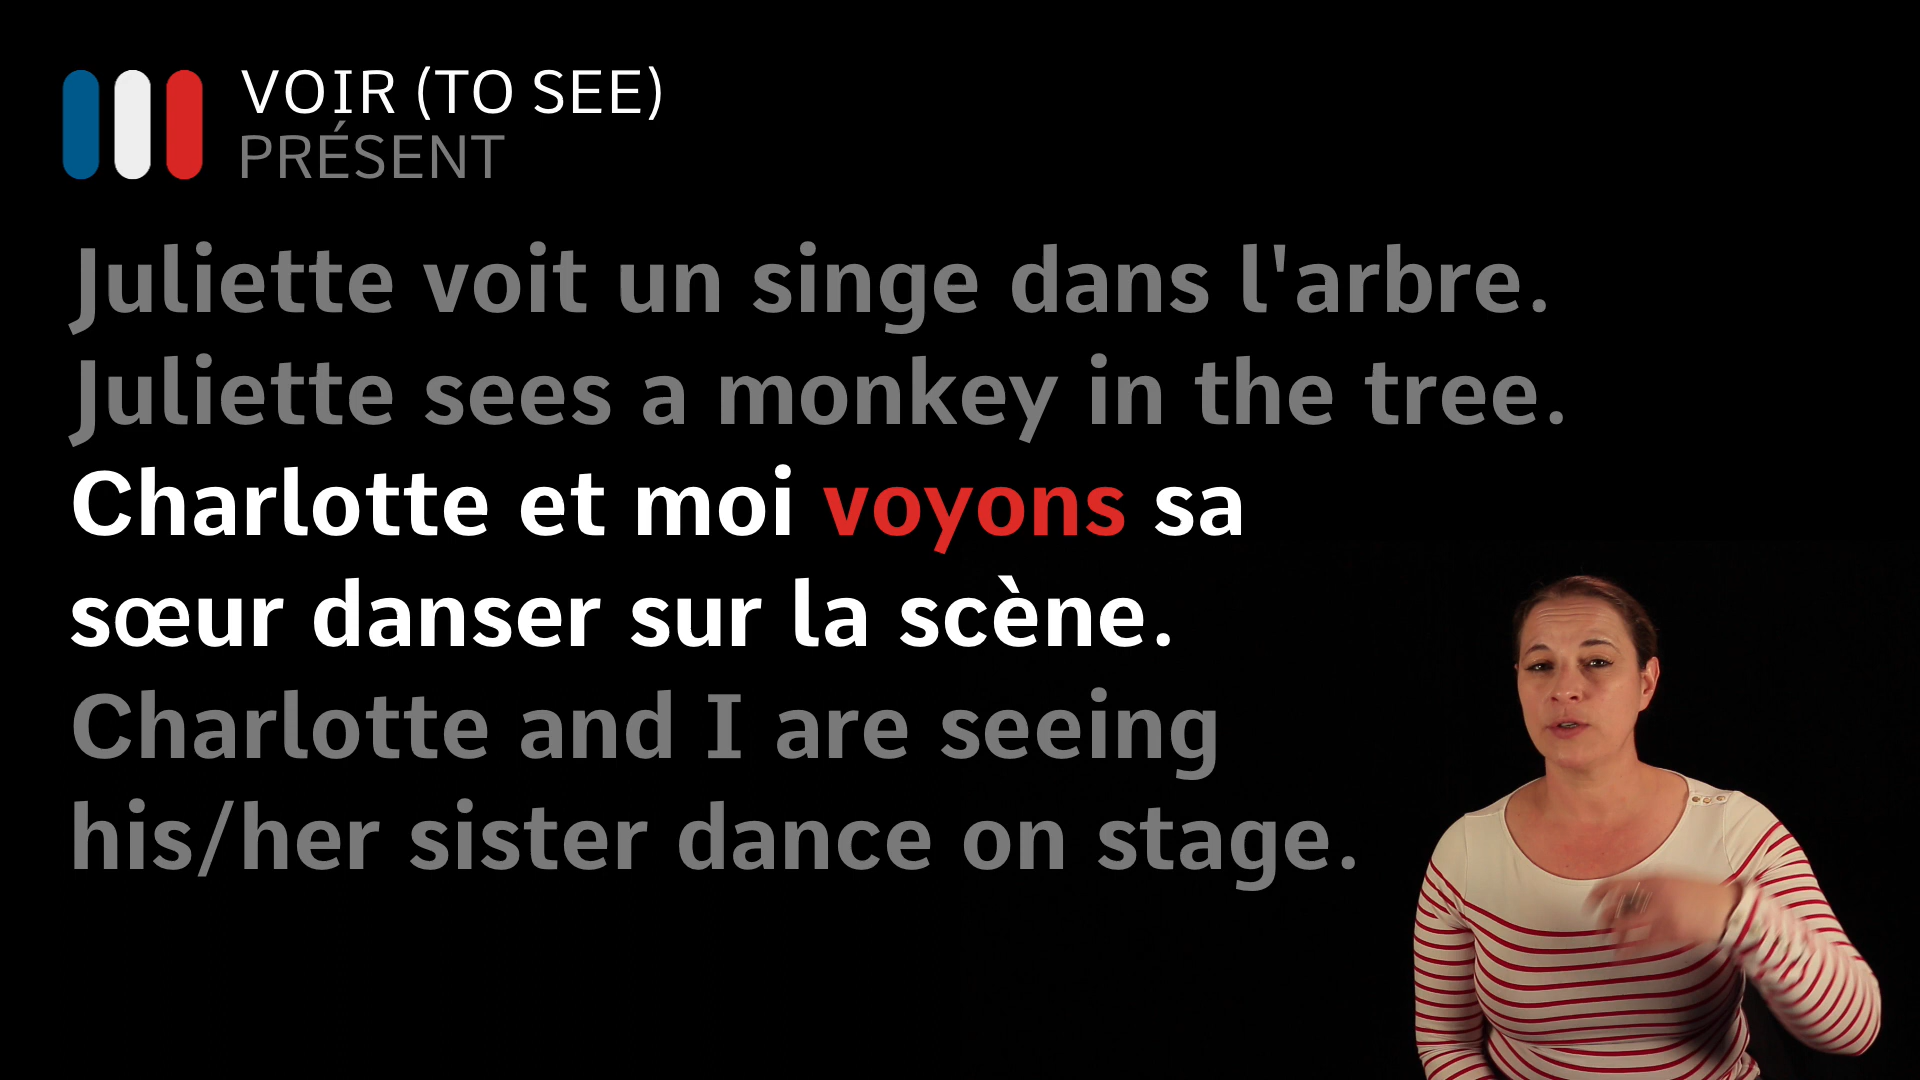 VOIR (TO SEE)
PRÉSENT
Juliette voit un singe dans l'arbre.
Juliette sees a monkey in the tree.
Charlotte et moi voyons sa
sœur danser sur la scène.
Charlotte and I are seeing
his/her sister dance on stage.